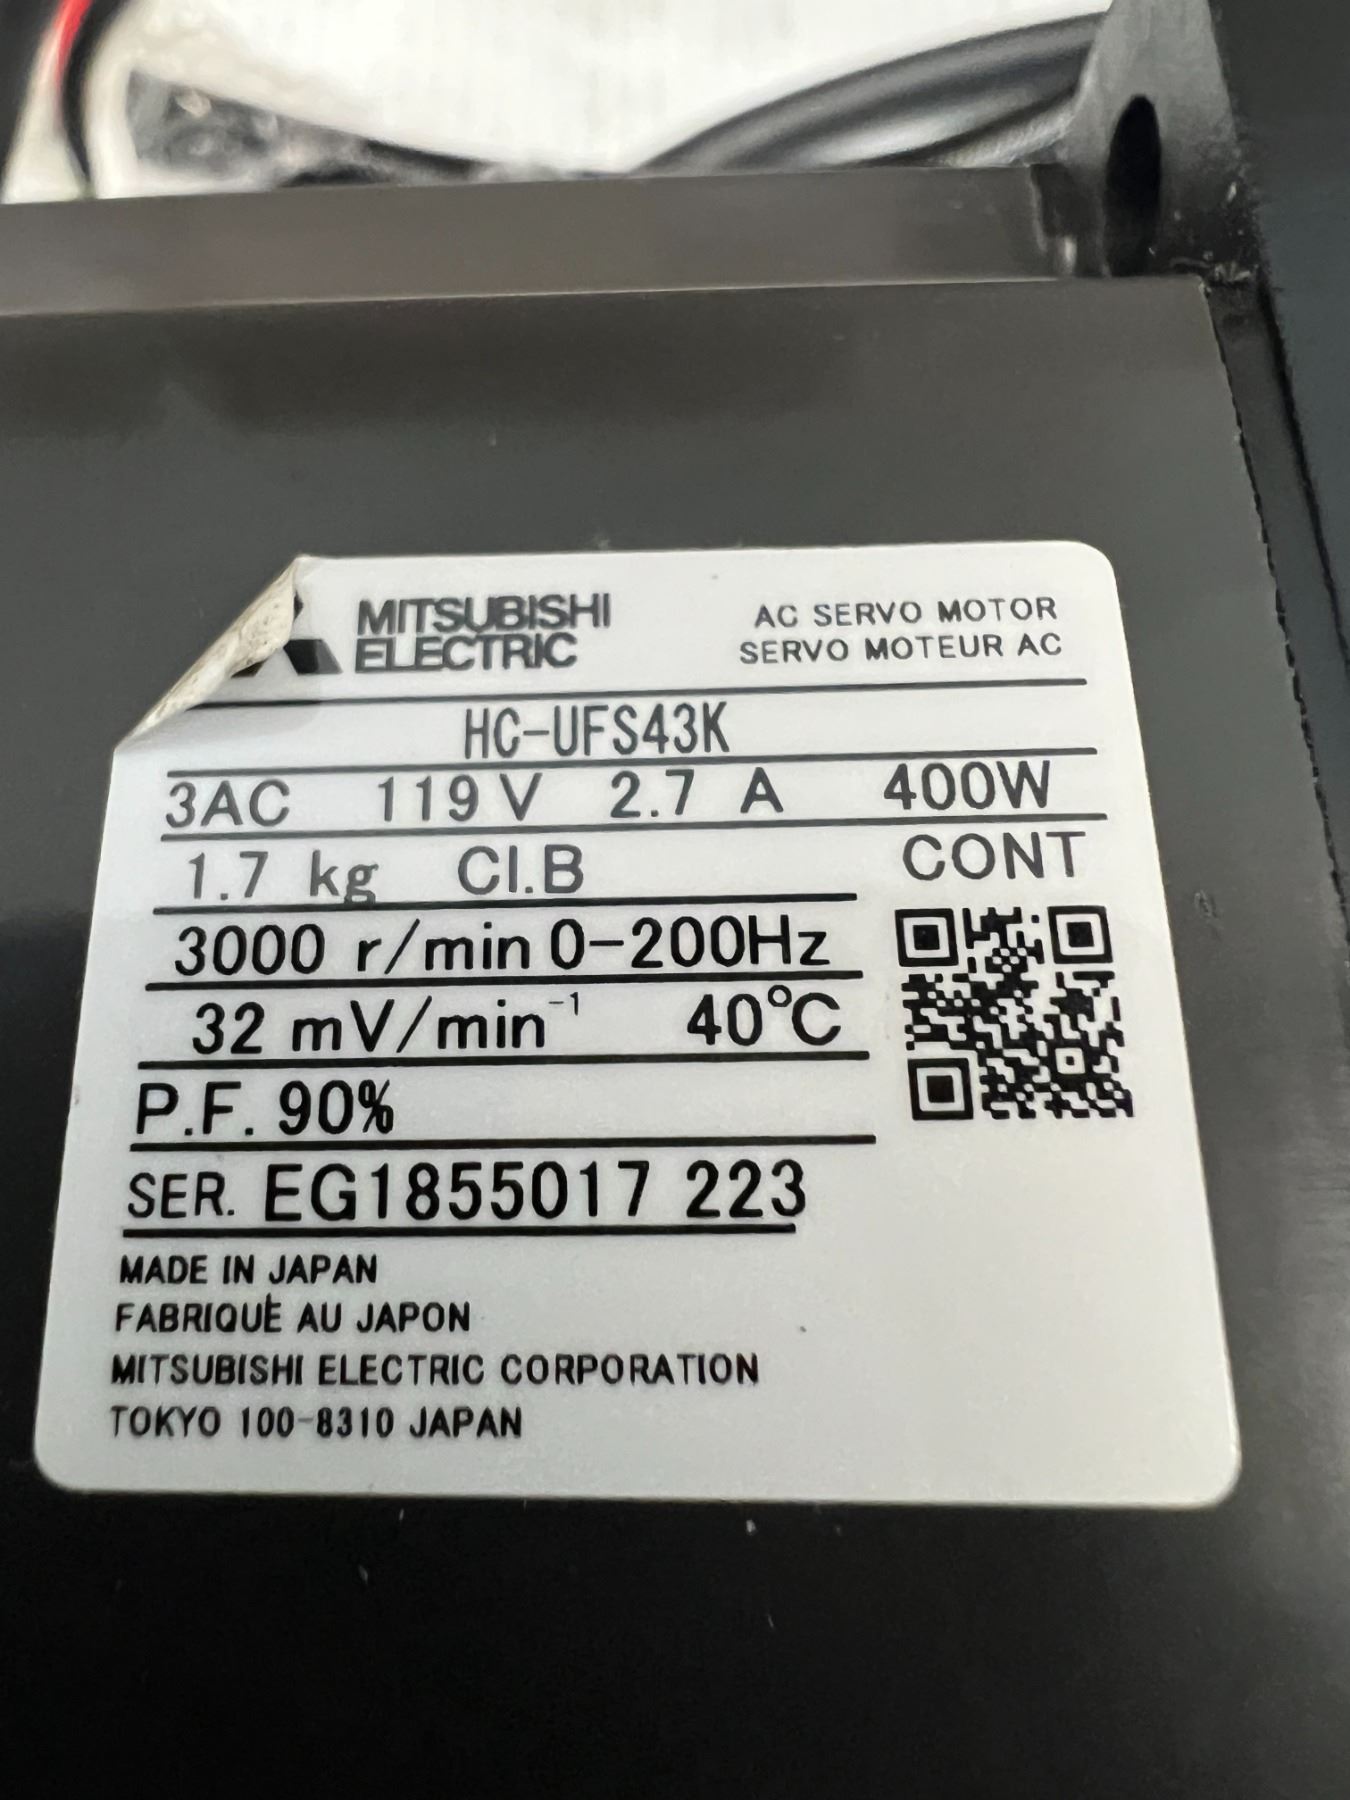 MITSUBISHI
ELECTRIC
AC SERVO MOTOR
SERVO MOTEUR AC
HC-UFS43K
3AC 119 V 2.7 A 400W
1.7 kg Cl.B CONT
3000 r/min 0-200Hz
32 mV/min⁻¹ 40℃
P.F. 90%
SER. EG1855017 223
MADE IN JAPAN
FABRIQUÈ AU JAPON
MITSUBISHI ELECTRIC CORPORATION
TOKYO 100-8310 JAPAN